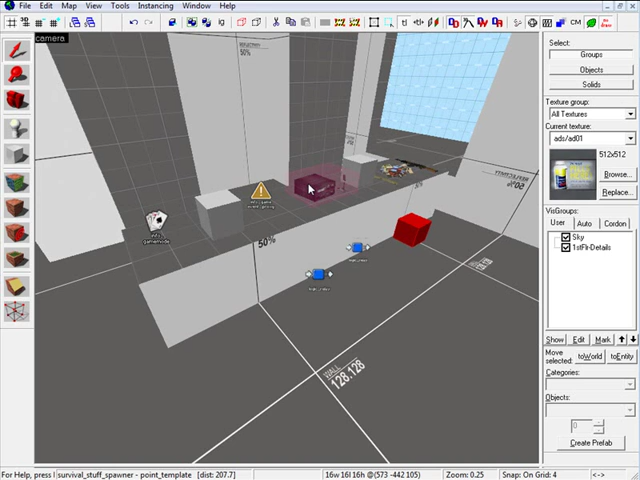 File Edit Map View Tools Instancing Window Help
CM
camera
50%
Select:
Groups
Objects
Solids
Texture group:
All Textures
Current texture:
ads/ad01
512x512
Browse...
Replace...
VisGroups:
User Auto Cordon
Sky
1stFlr-Details
50%
WALL
128.128
Show Edit Mark
Move selected: toWorld toEntity
Categories:
Objects:
0
Create Prefab
For Help, press survival_stuff_spawner - point_template [dist: 207.7] 16w 16l 16h @(573 -442 105) Zoom: 0.25 Snap: On Grid: 4 <->